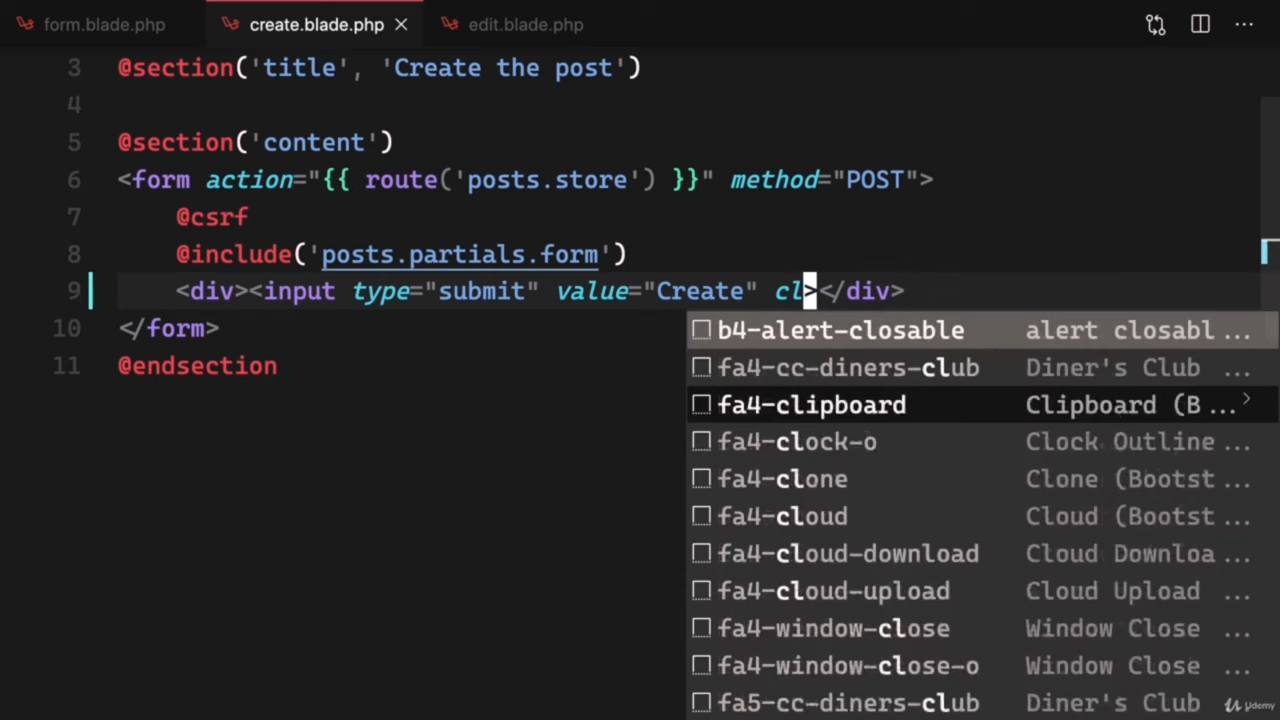 form.blade.php create.blade.php edit.blade.php
3 @section('title', 'Create the post')
4
5 @section('content')
6 <form action="{{ route('posts.store') }}" method="POST">
7 @csrf
8 @include('posts.partials.form')
9 <div><input type="submit" value="Create" cl></div>
10 </form>
11 @endsection
b4-alert-closable alert closabl ...
fa4-cc-diners-club Diner's Club ...
fa4-clipboard Clipboard (B ...
fa4-clock-o Clock Outline ...
fa4-clone Clone (Bootst ...
fa4-cloud Cloud (Bootst ...
fa4-cloud-download Cloud Downloa ...
fa4-cloud-upload Cloud Upload ...
fa4-window-close Window Close ...
fa4-window-close-o Window Close ...
fa5-cc-diners-club Diner's Club
Udemy